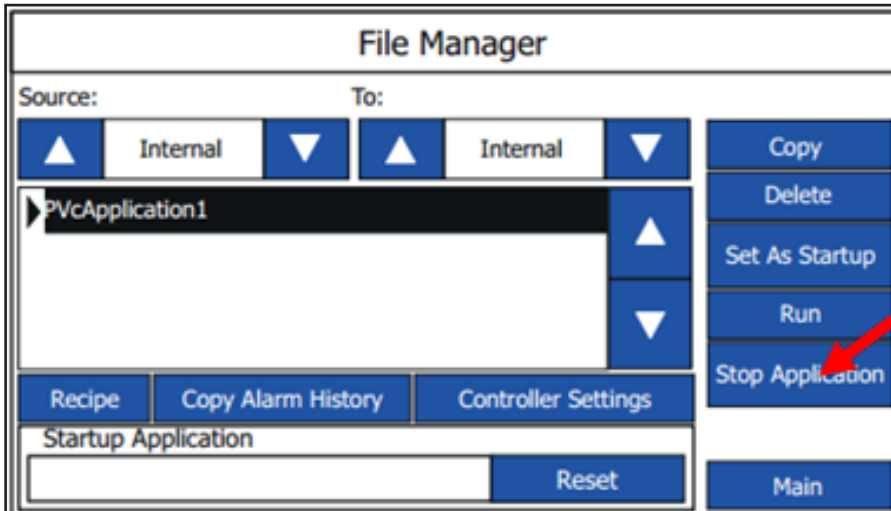 File Manager
Source: To:
Internal Internal
Copy
PVcApplication1
Delete
Set As Startup
Run
Stop Application
Recipe Copy Alarm History Controller Settings
Startup Application
Reset
Main